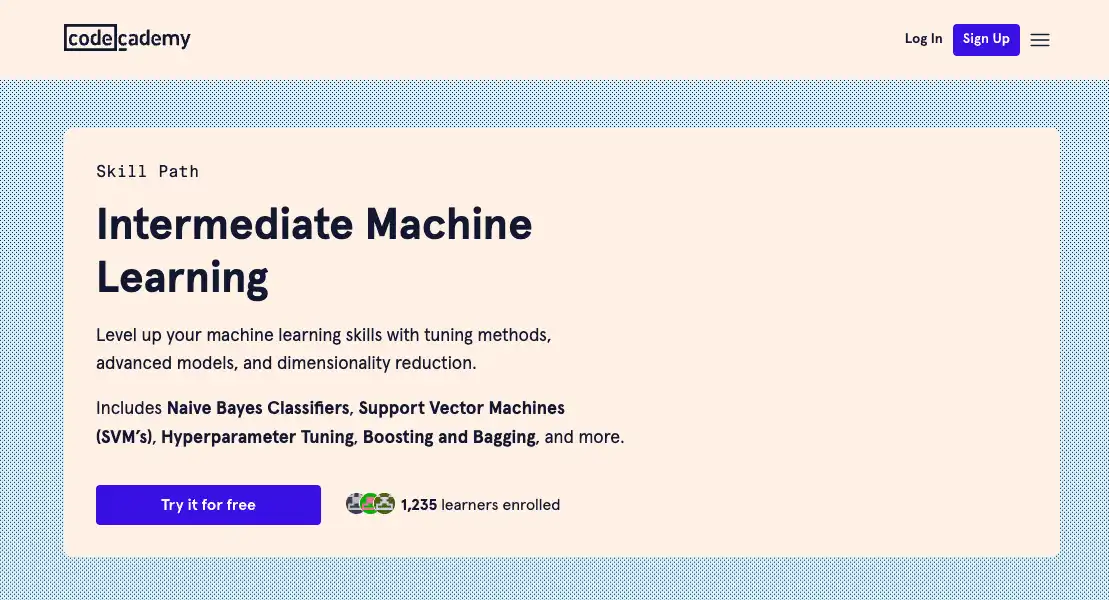 codecademy
Log In
Sign Up
Skill Path
Intermediate Machine
Learning
Level up your machine learning skills with tuning methods,
advanced models, and dimensionality reduction.
Includes Naive Bayes Classifiers, Support Vector Machines
(SVM’s), Hyperparameter Tuning, Boosting and Bagging, and more.
Try it for free
1,235 learners enrolled